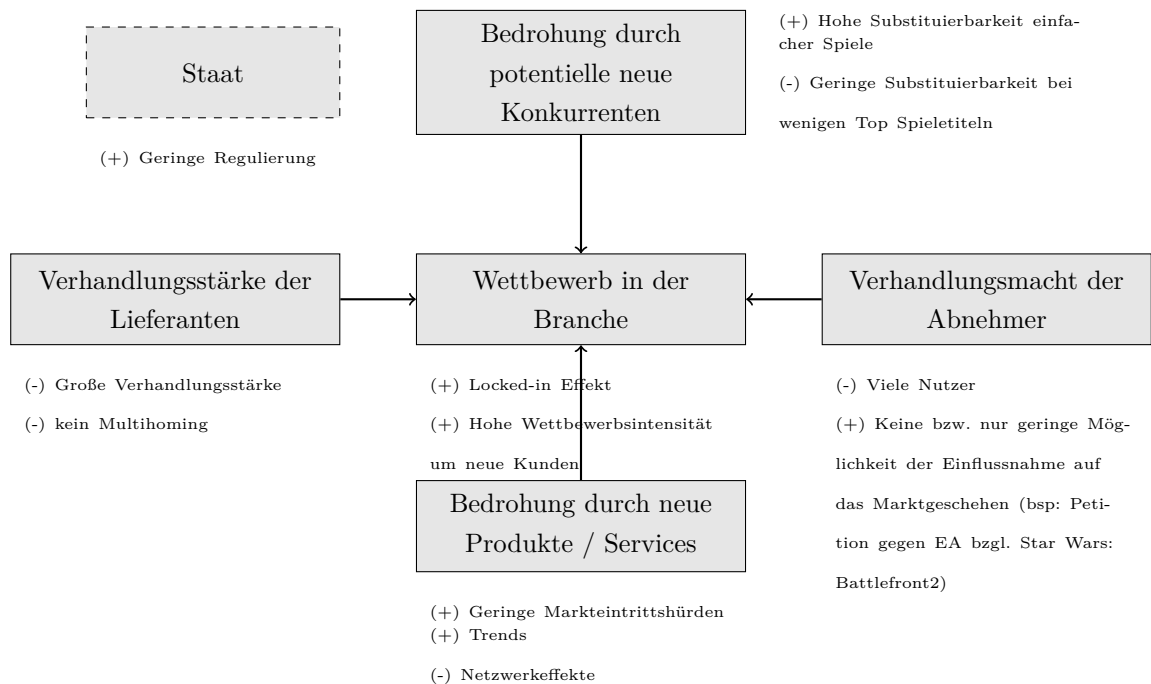 Staat
(+) Geringe Regulierung
Bedrohung durch
potentielle neue
Konkurrenten
(+) Hohe Substituierbarkeit einfa-
cher Spiele
(-) Geringe Substituierbarkeit bei
wenigen Top Spieletiteln
Verhandlungsstärke der
Lieferanten
(-) Große Verhandlungsstärke
(-) kein Multihoming
Wettbewerb in der
Branche
(+) Locked-in Effekt
(+) Hohe Wettbewerbsintensität
um neue Kunden
Verhandlungsmacht der
Abnehmer
(-) Viele Nutzer
(+) Keine bzw. nur geringe Mög-
lichkeit der Einflussnahme auf
das Marktgeschehen (bsp: Peti-
tion gegen EA bzgl. Star Wars:
Battlefront2)
Bedrohung durch neue
Produkte / Services
(+) Geringe Markteintrittshürden
(+) Trends
(-) Netzwerkeffekte